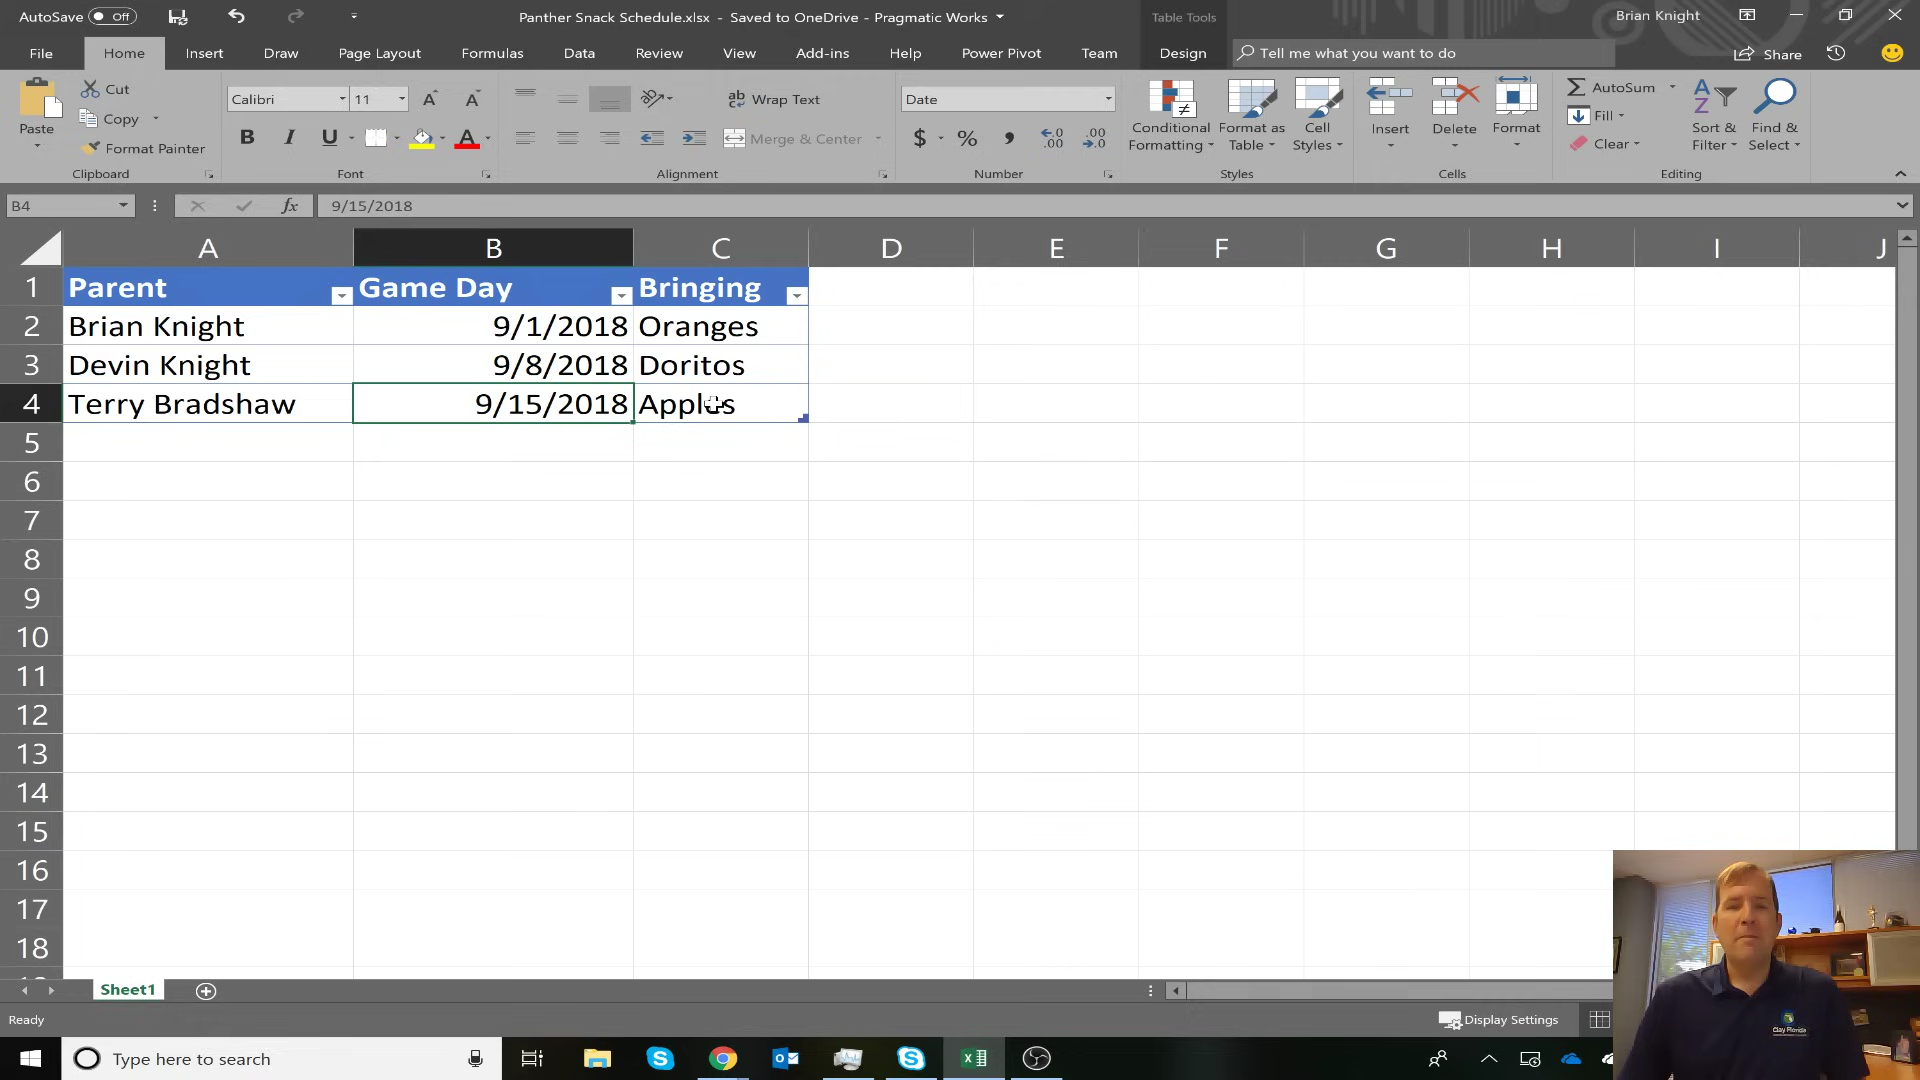 AutoSave Off Panther Snack Schedule.xlsx - Saved to OneDrive - Pragmatic Works Table Tools Brian Knight
File Home Insert Draw Page Layout Formulas Data Review View Add-ins Help Power Pivot Team Design Tell me what you want to do Share
Paste
Cut
Copy
Format Painter
Clipboard
Calibri 11
B I U
Font
Wrap Text
Merge & Center
Alignment
Date
$ % , .00
Number
Conditional Formatting
Format as Table
Cell Styles
Styles
Insert
Delete
Format
Cells
AutoSum
Fill
Clear
Sort & Filter
Find & Select
Editing
B4 fx 9/15/2018
A B C D E F G H I J
1 Parent Game Day Bringing
2 Brian Knight 9/1/2018 Oranges
3 Devin Knight 9/8/2018 Doritos
4 Terry Bradshaw 9/15/2018 Apples
5
6
7
8
9
10
11
12
13
14
15
16
17
18
Sheet1
Ready Display Settings
Type here to search
Clay Florida